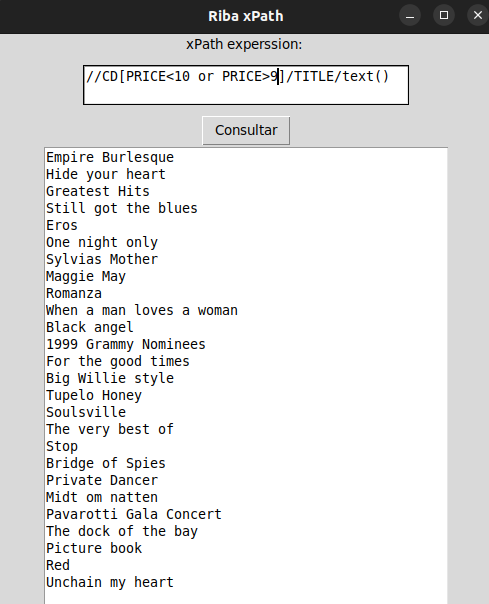 Riba xPath
xPath experssion:
//CD[PRICE<10 or PRICE>9]/TITLE/text()
Consultar
Empire Burlesque
Hide your heart
Greatest Hits
Still got the blues
Eros
One night only
Sylvias Mother
Maggie May
Romanza
When a man loves a woman
Black angel
1999 Grammy Nominees
For the good times
Big Willie style
Tupelo Honey
Soulsville
The very best of
Stop
Bridge of Spies
Private Dancer
Midt om natten
Pavarotti Gala Concert
The dock of the bay
Picture book
Red
Unchain my heart